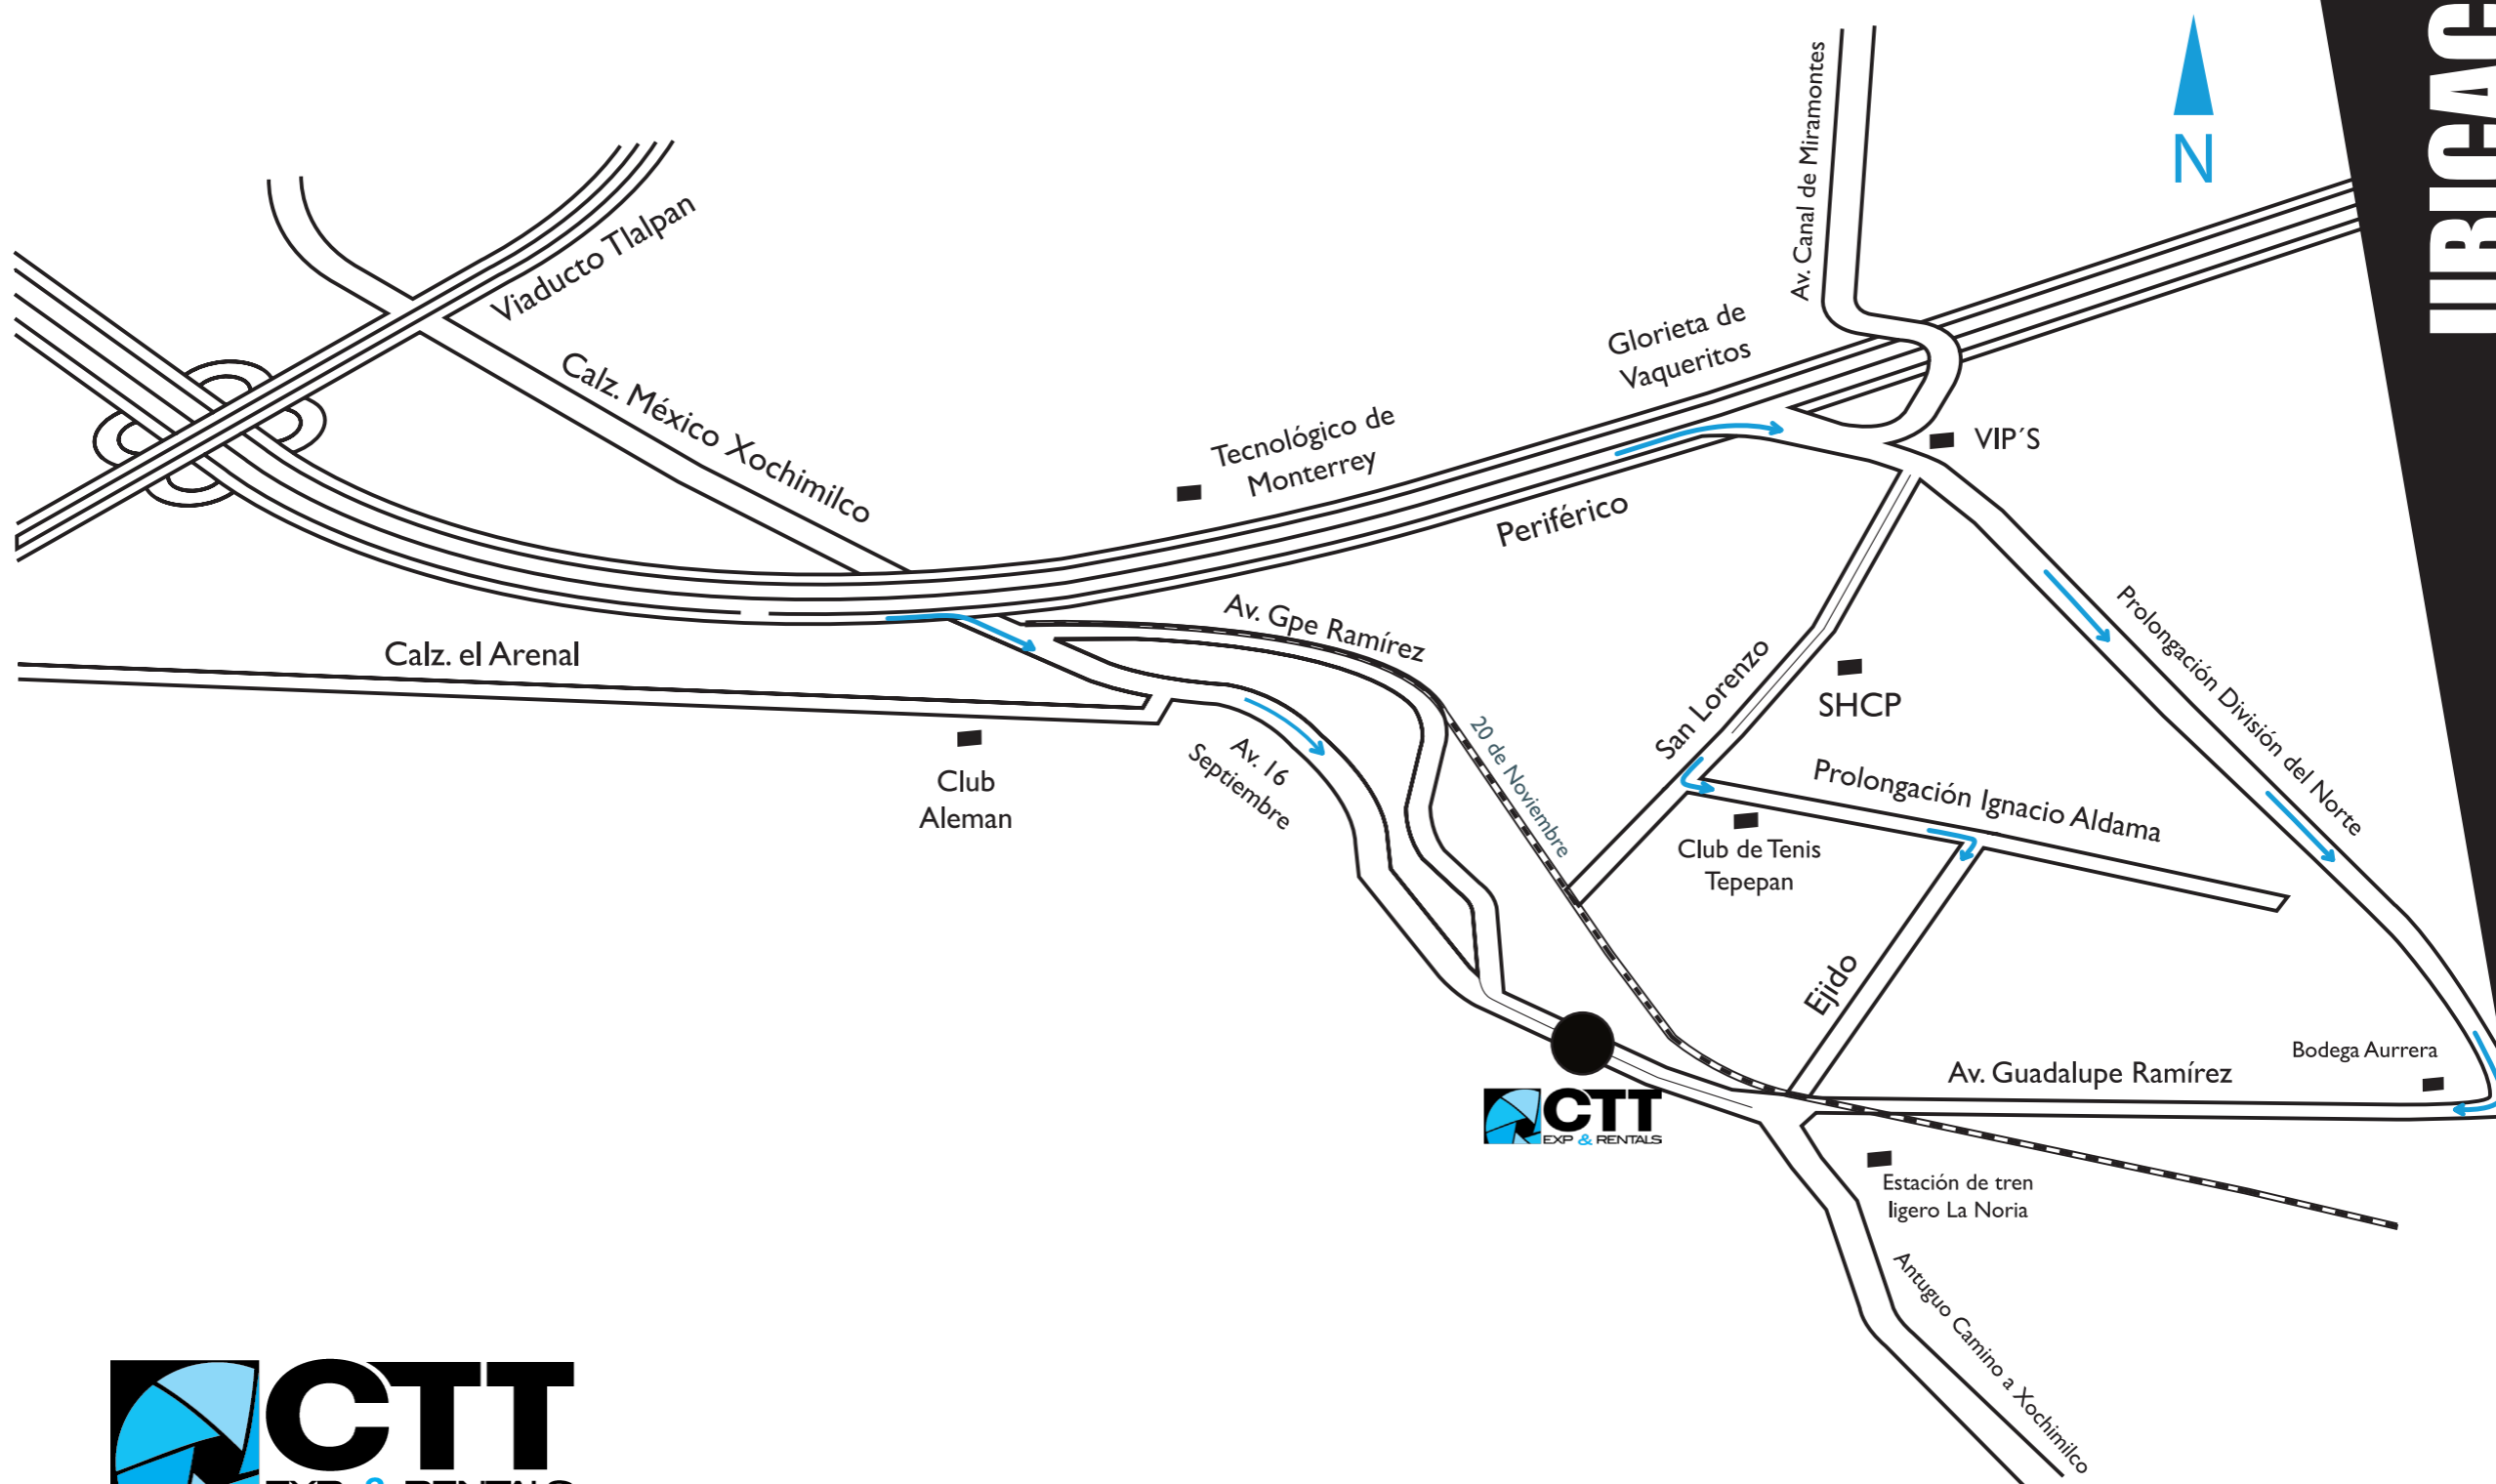 UBICAC
Av. Canal de Miramontes
N
Viaducto Tlalpan
Glorieta de
Vaqueritos
Calz. México Xochimilco
Tecnológico de
Monterrey
VIP´S
Periférico
Av. Gpe Ramírez
Prolongación División del Norte
Calz. el Arenal
San Lorenzo
SHCP
20 de Noviembre
Av. 16
Septiembre
Club
Aleman
Prolongación Ignacio Aldama
Club de Tenis
Tepepan
Ejido
Bodega Aurrera
Av. Guadalupe Ramírez
CTT
EXP & RENTALS
Estación de tren
ligero La Noria
Antuguo Camino a Xochimilco
CTT
EXP & RENTALS